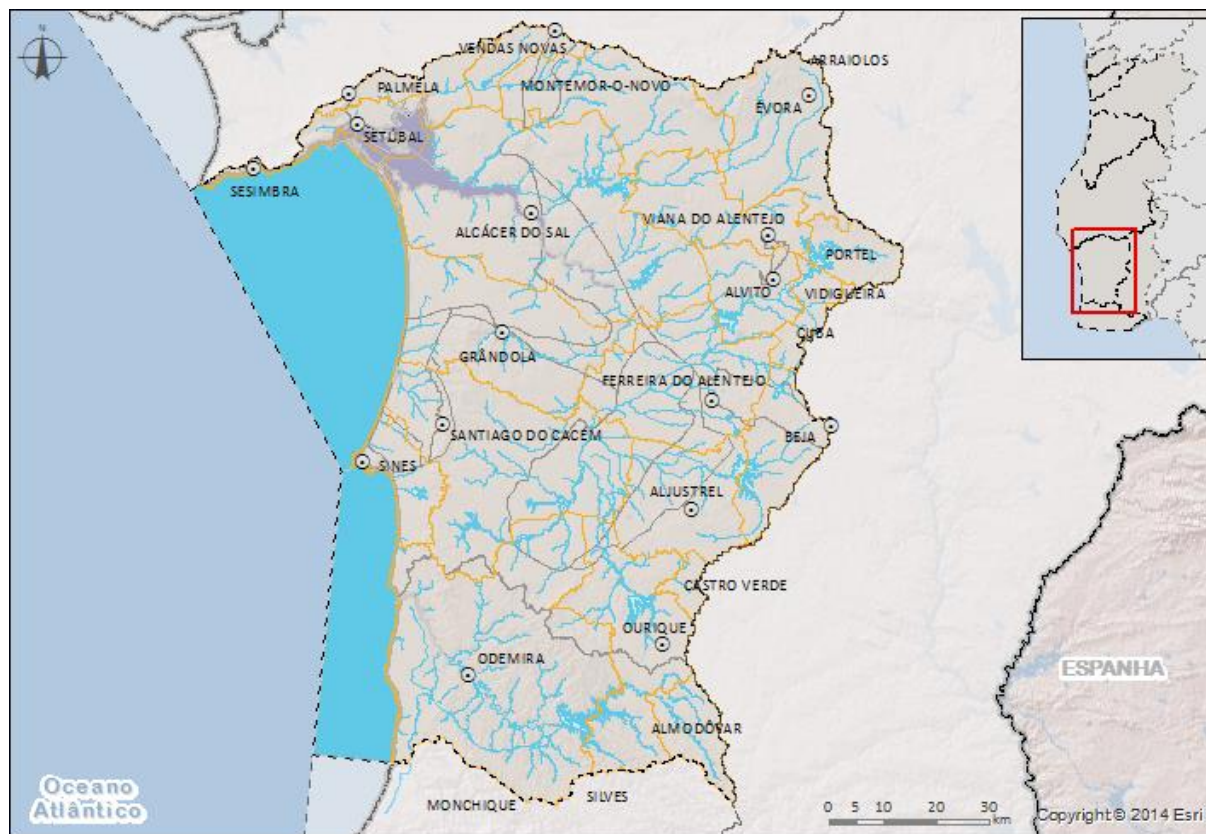 N
VENDAS NOVAS
ARRAIOLOS
PALMELA
MONTEMOR-O-NOVO
ÉVORA
SETÚBAL
SESIMBRA
ALCÁCER DO SAL
VIANA DO ALENTEJO
PORTEL
ALVITO
VIDIGUEIRA
CUBA
GRÂNDOLA
FERREIRA DO ALENTEJO
SANTIAGO DO CACÉM
BEJA
SINES
ALJUSTREL
CASTRO VERDE
OURIQUE
ODEMIRA
ESPANHA
ALMODÔVAR
Oceano
Atlântico
MONCHIQUE
SILVES
0 5 10 20 30
km
Copyright © 2014 Esri